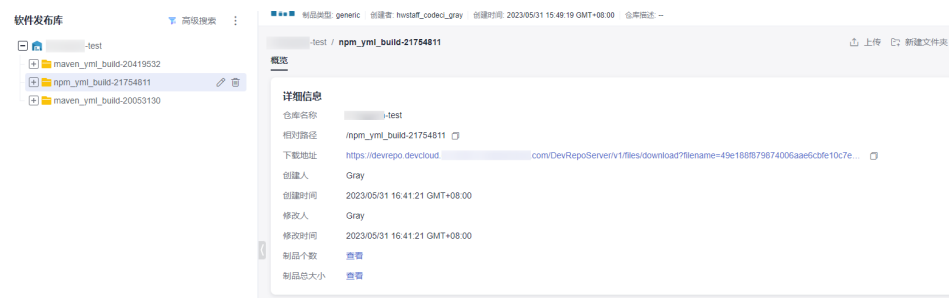 软件发布库
高级搜索
-test
maven_yml_build-20419532
npm_yml_build-21754811
maven_yml_build-20053130
制品类型: generic 创建者: hwstaff_codeci_gray 创建时间: 2023/05/31 15:49:19 GMT+08:00 仓库描述: --
-test / npm_yml_build-21754811
上传 新建文件夹
概览
详细信息
仓库名称 -test
相对路径 /npm_yml_build-21754811
下载地址 https://devrepo.devcloud. com/DevRepoServer/v1/files/download?filename=49e188f879874006aae6cbfe10c7e...
创建人 Gray
创建时间 2023/05/31 16:41:21 GMT+08:00
修改人 Gray
修改时间 2023/05/31 16:41:21 GMT+08:00
制品个数 查看
制品总大小 查看